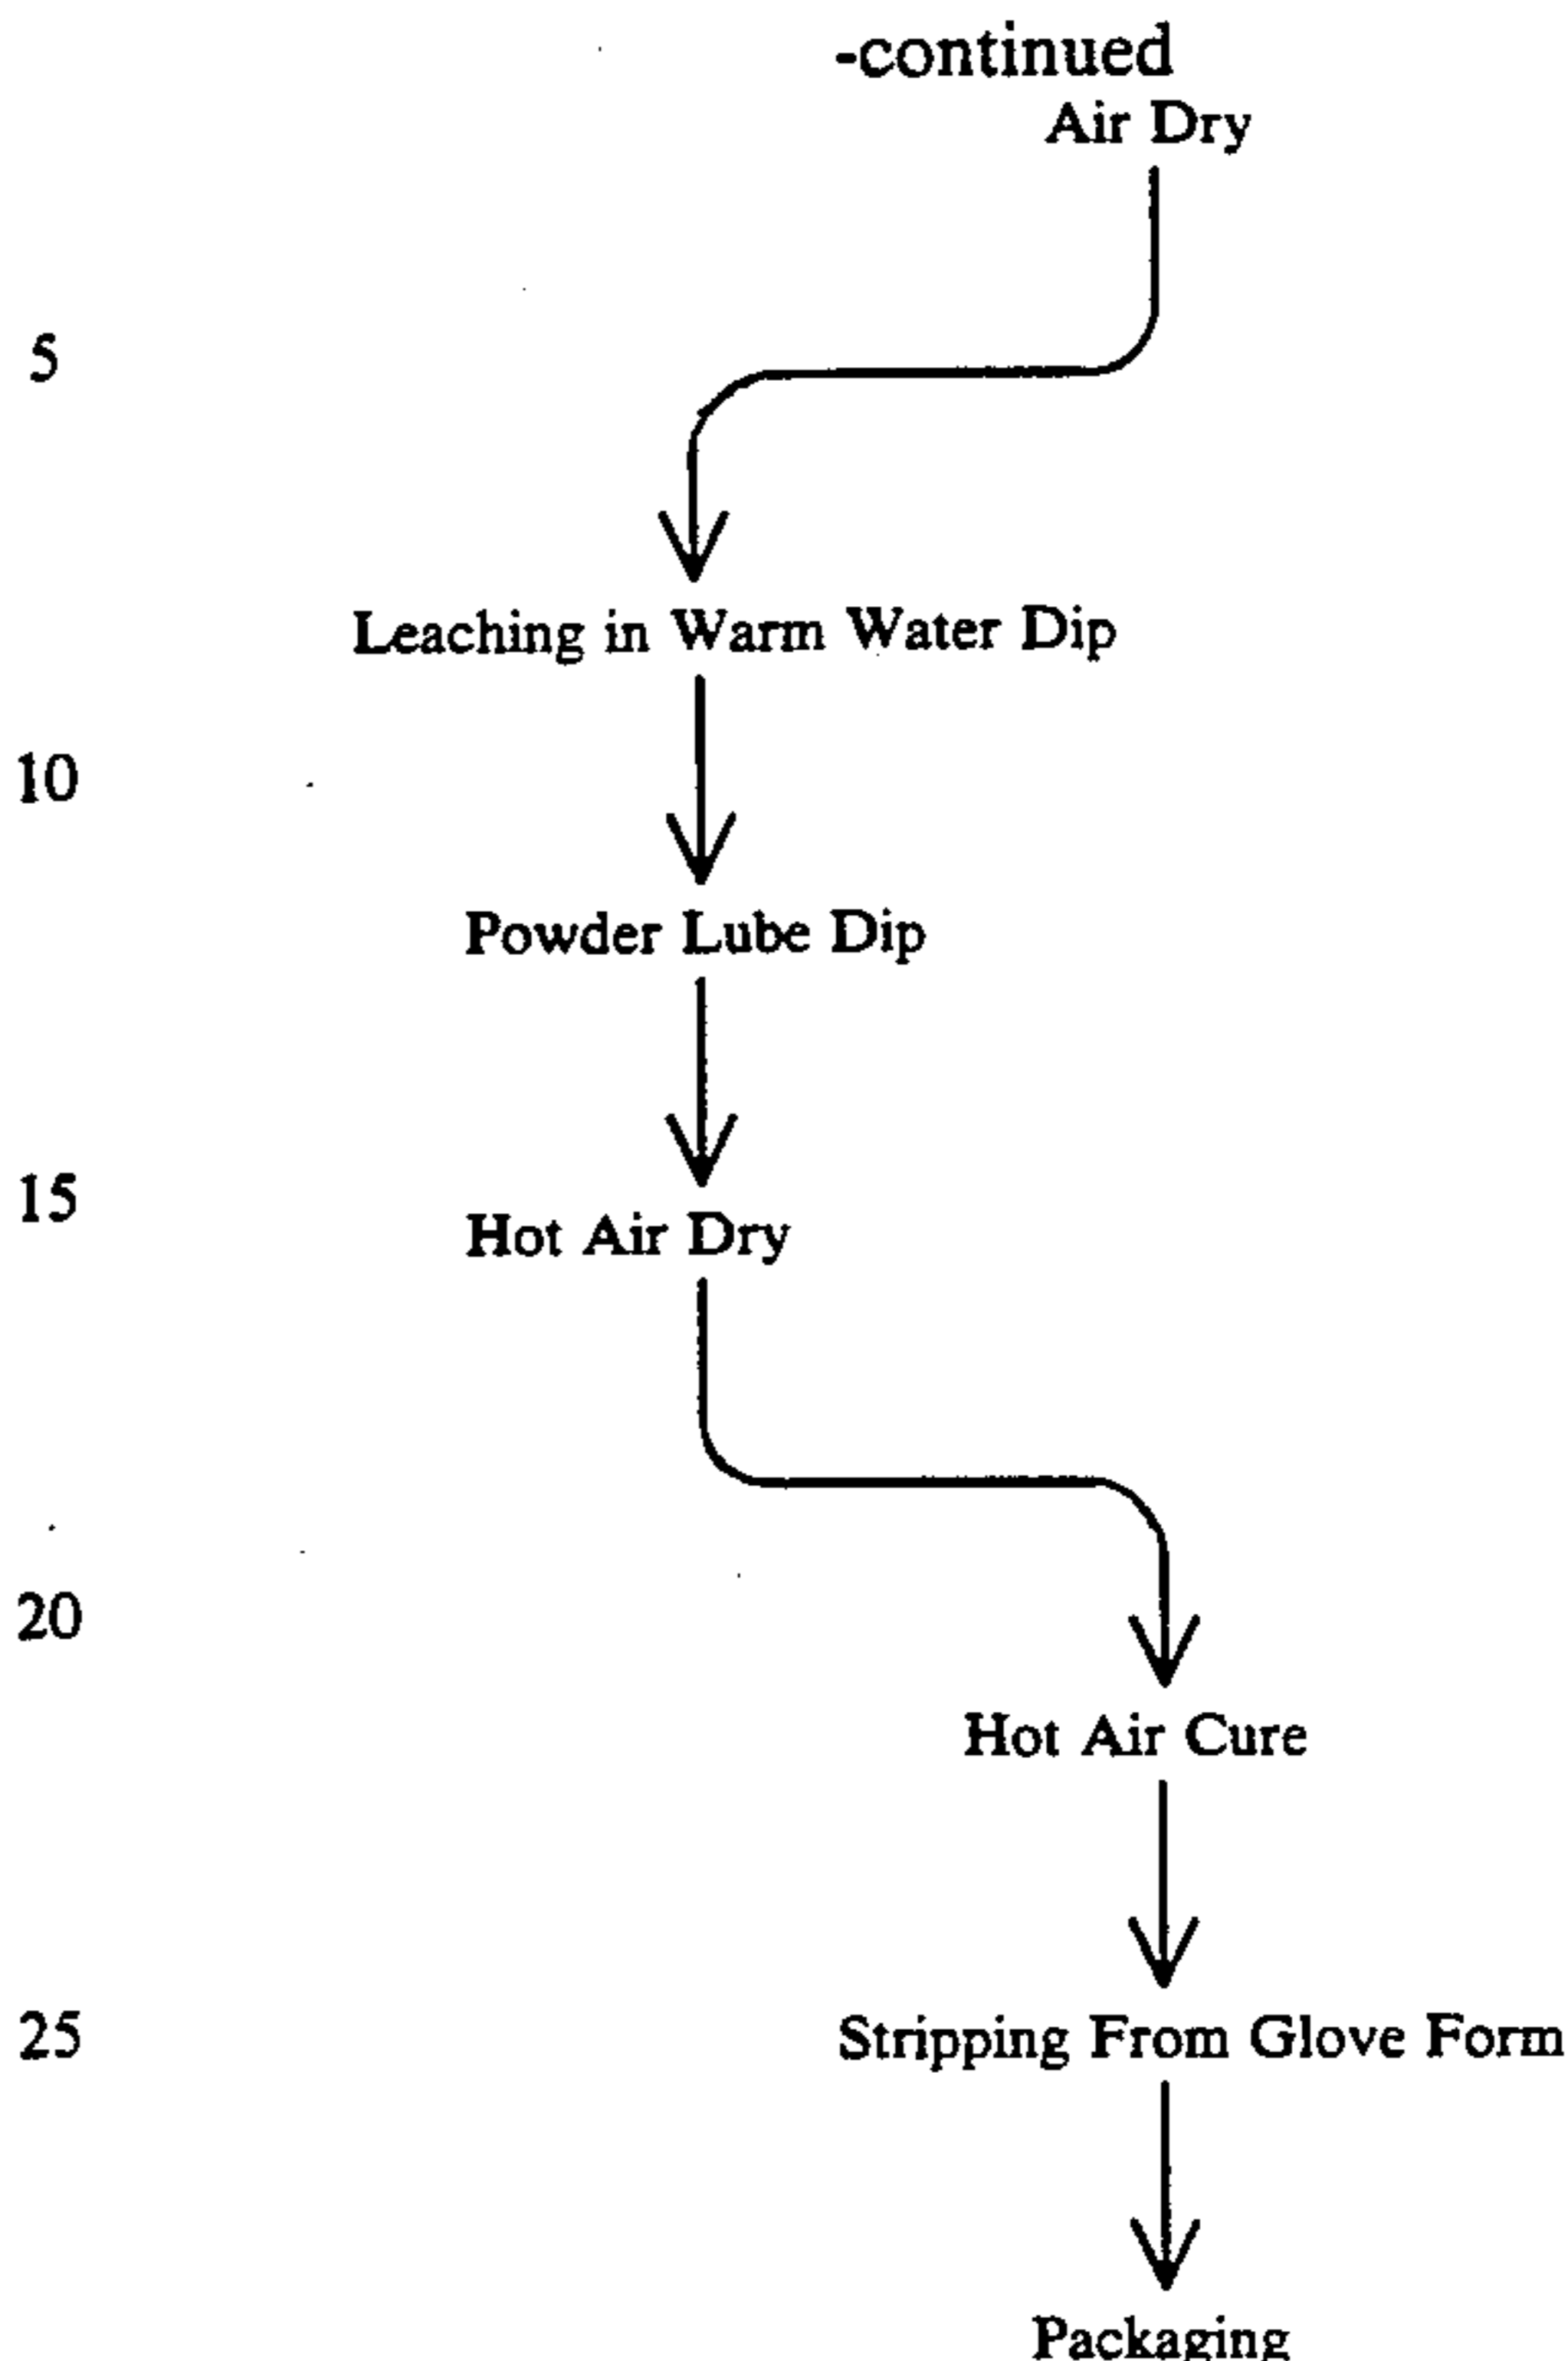 -continued
Air Dry
5
Leaching in Warm Water Dip
10
Powder Lube Dip
15
Hot Air Dry
20
Hot Air Cure
25
Stripping From Glove Form
Packaging